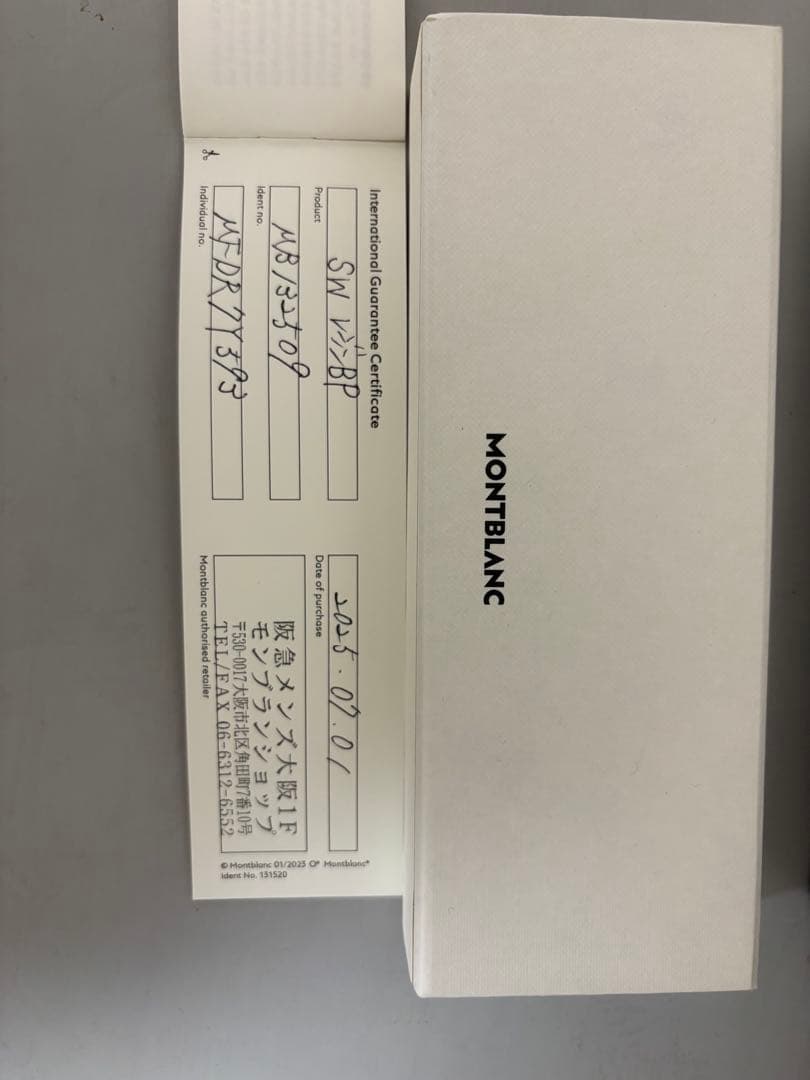 International Guarantee Certificate
SW レジンBP
Product
MB132509
Ident no.
MFDR7Y393
Individual no.
2025.07.01
Date of purchase
阪急メンズ大阪1F
モンブランショップ
〒530-0017大阪市北区角田町7番10号
TEL/FAX 06-6312-6552
Montblanc authorised retailer
© Montblanc 01/2023 O® Montblanc®
Ident No. 131520
MONTBLANC